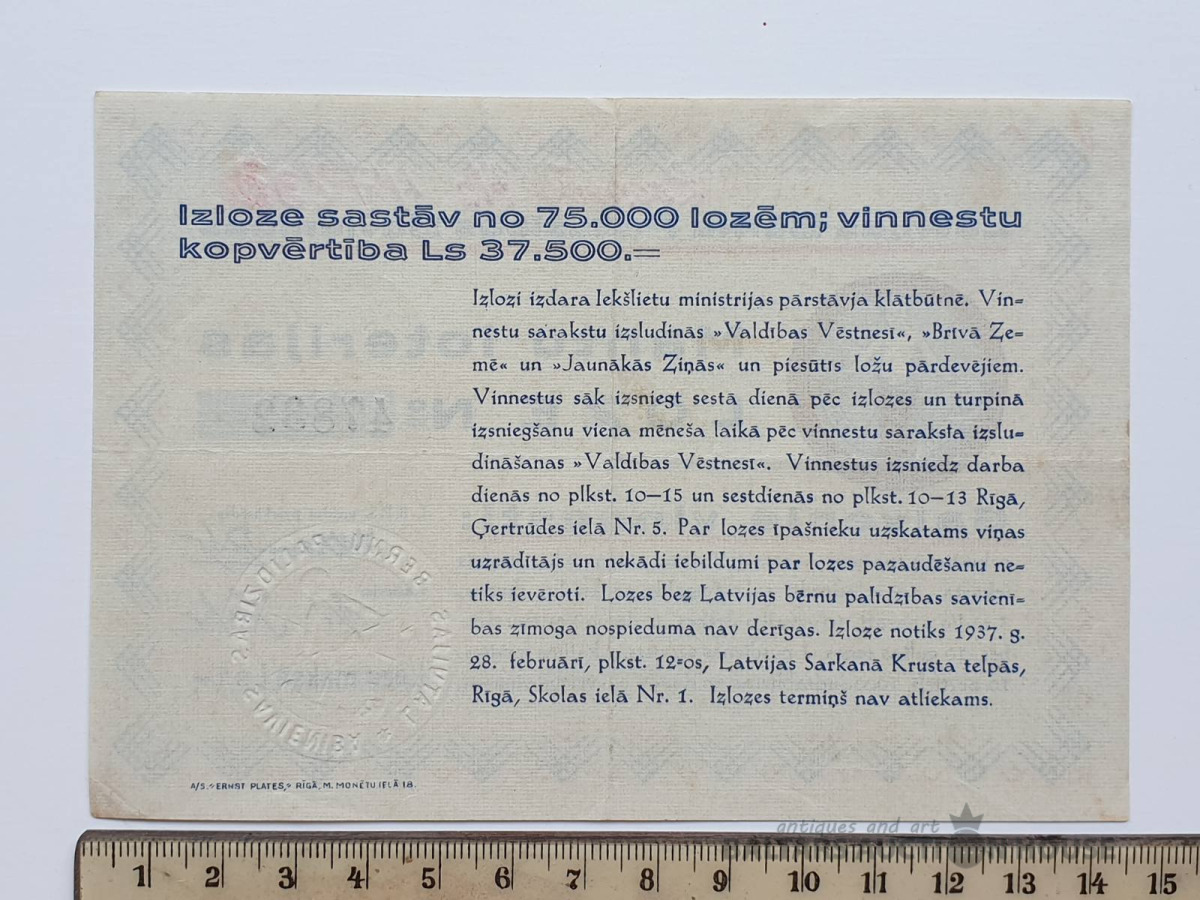 Izloze sastāv no 75.000 lozēm; vinnestu
kopvērtība Ls 37.500.=
Izlozi izdara Iekšlietu ministrijas pārstāvja klātbūtnē. Vin=
nestu sarakstu izsludinās »Valdības Vēstnesī«, »Brīvā Ze=
mē« un »Jaunākās Ziņās« un piesūtīs ložu pārdevējiem.
Vinnestus sāk izsniegt sestā dienā pēc izlozes un turpinā
izsniegšanu viena mēneša laikā pēc vinnestu saraksta izslu=
dināšanas »Valdības Vēstnesī«. Vinnestus izsniedz darba
dienās no plkst. 10—15 un sestdienās no plkst. 10—13 Rīgā,
Ģertrūdes ielā Nr. 5. Par lozes īpašnieku uzskatams viņas
uzrādītājs un nekādi iebildumi par lozes pazaudēšanu ne=
tiks ievēroti. Lozes bez Latvijas bērnu palīdzības savienī=
bas zīmoga nospieduma nav derīgas. Izloze notiks 1937. g.
28. februārī, plkst. 12=os, Latvijas Sarkanā Krusta telpās,
Rīgā, Skolas ielā Nr. 1. Izlozes termiņš nav atliekams.
LATVIJAS BĒRNU PALĪDZĪBAS SAVIENĪBA
A/S. „ERNST PLATES,” RĪGĀ, M. MONĒTU IELĀ 18.
antiques and art
1 2 3 4 5 6 7 8 9 10 11 12 13 14 15